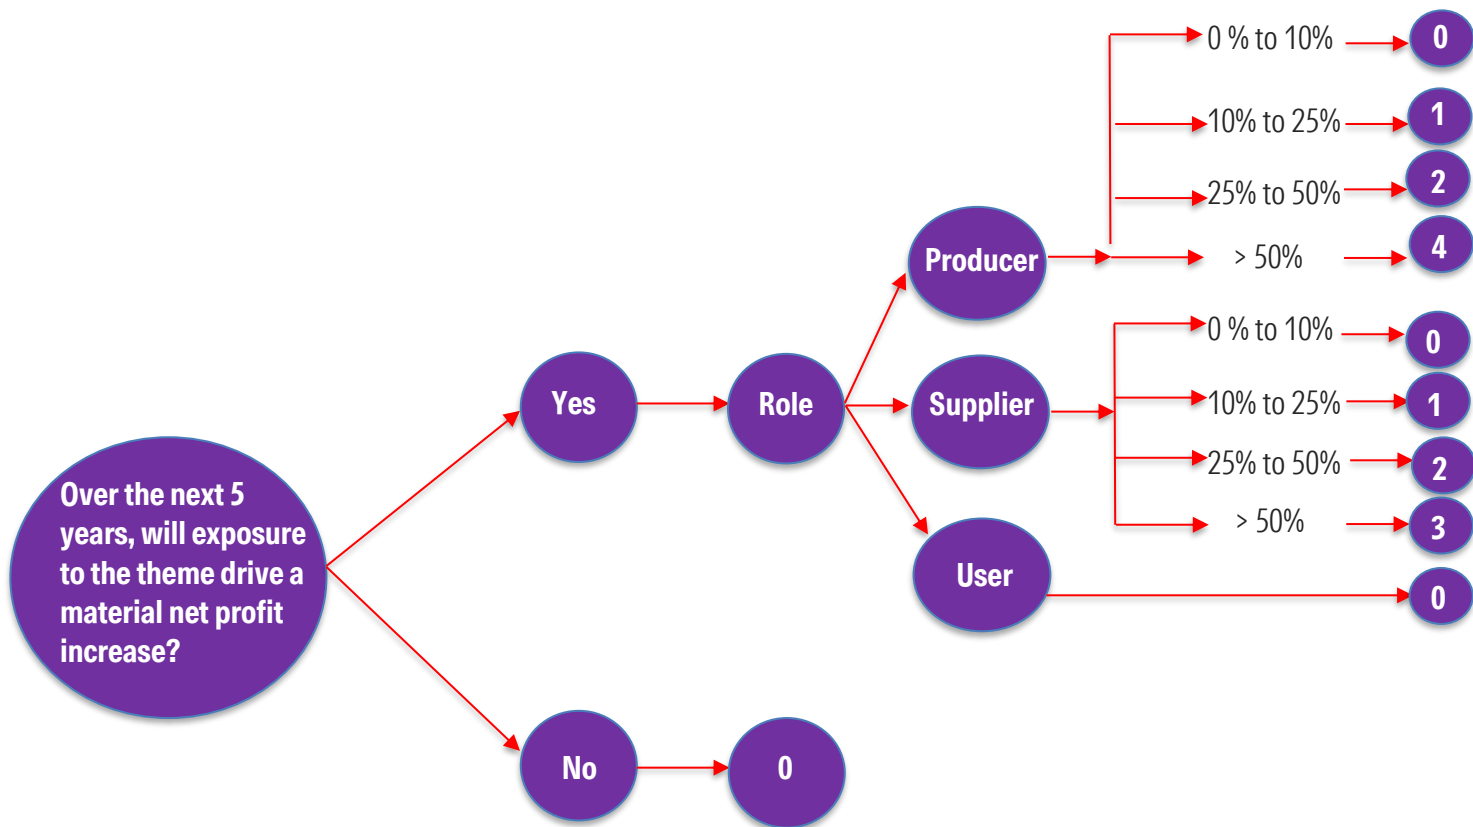 Over the next 5
years, will exposure
to the theme drive a
material net profit
increase?
Yes
No
0
Role
Producer
0 % to 10%
0
10% to 25%
1
25% to 50%
2
> 50%
4
Supplier
0 % to 10%
0
10% to 25%
1
25% to 50%
2
> 50%
3
User
0